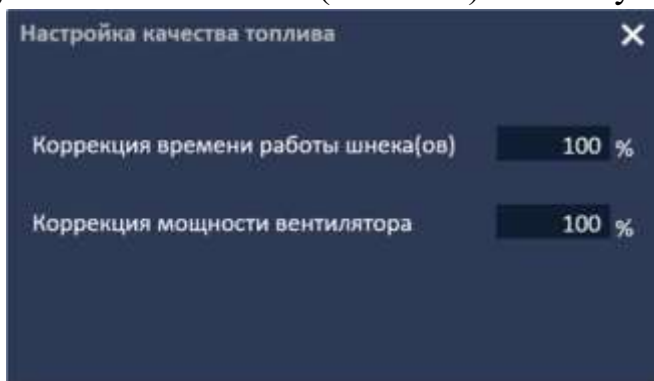 Настройка качества топлива
Коррекция времени работы шнека(ов) 100 %
Коррекция мощности вентилятора 100 %